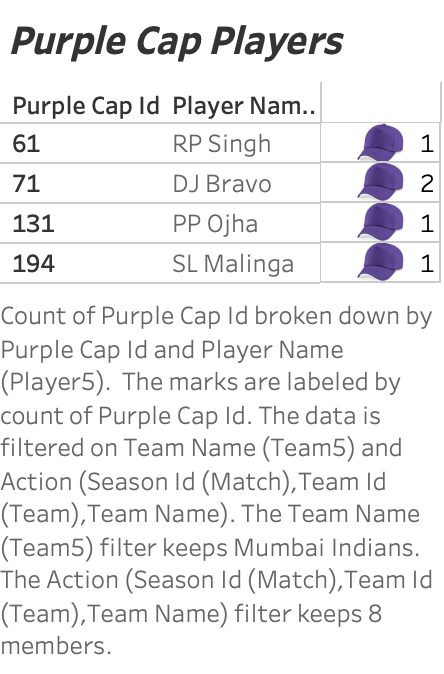 Purple Cap Players
Purple Cap Id Player Nam..
61 RP Singh 1
71 DJ Bravo 2
131 PP Ojha 1
194 SL Malinga 1
Count of Purple Cap Id broken down by
Purple Cap Id and Player Name
(Player5).  The marks are labeled by
count of Purple Cap Id. The data is
filtered on Team Name (Team5) and
Action (Season Id (Match),Team Id
(Team),Team Name). The Team Name
(Team5) filter keeps Mumbai Indians.
The Action (Season Id (Match),Team Id
(Team),Team Name) filter keeps 8
members.